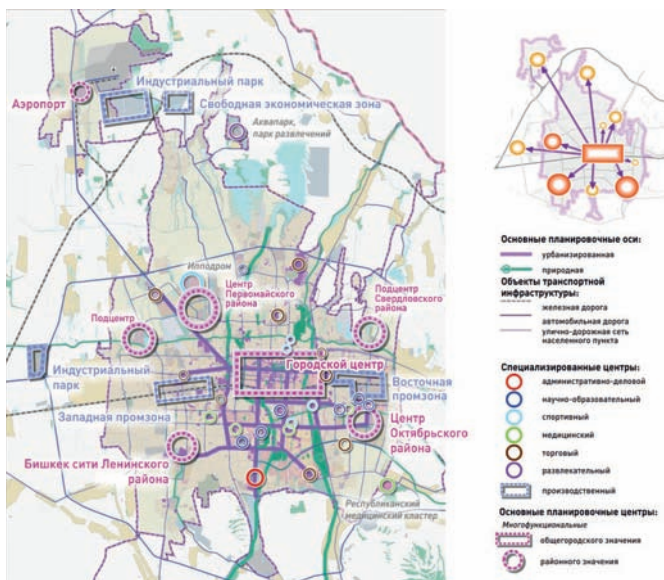 Индустриальный парк
Аэропорт
Свободная экономическая зона
Аквапарк,
парк развлечений
Ипподром
Центр
Первомайского
района
Подцентр
Свердловского
района
Подцентр
Городской центр
Индустриальный
парк
Западная промзона
Восточная
промзона
Центр
Октябрьского
района
Бишкек сити Ленинского
района
Республиканский
медицинский кластер
Основные планировочные оси:
урбанизированная
природная
Объекты транспортной
инфраструктуры:
железная дорога
автомобильная дорога
улично-дорожная сеть
населенного пункта
Специализированные центры:
административно-деловой
научно-образовательный
спортивный
медицинский
торговый
развлекательный
производственный
Основные планировочные центры:
Многофункциональные
общегородского значения
районного значения